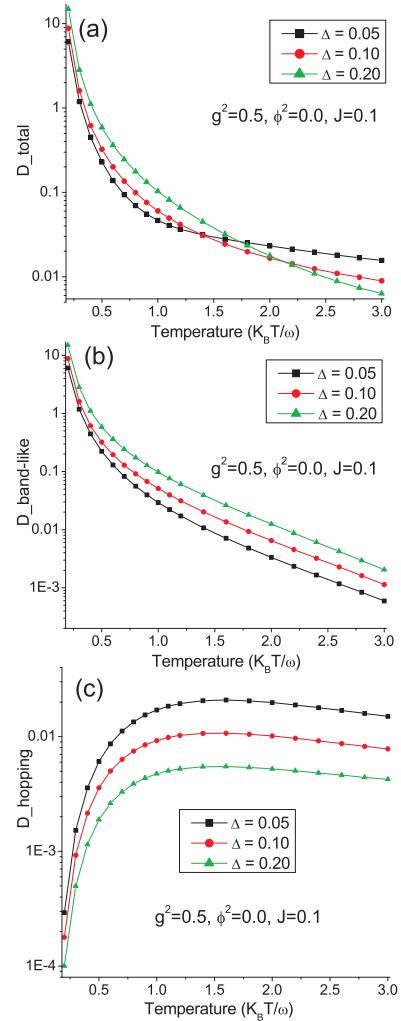 (a)
Δ = 0.05
Δ = 0.10
Δ = 0.20
g²=0.5, ϕ²=0.0, J=0.1
D_total
10
1
0.1
0.01
0.5 1.0 1.5 2.0 2.5 3.0
Temperature (K_BT/ω)
(b)
Δ = 0.05
Δ = 0.10
Δ = 0.20
g²=0.5, ϕ²=0.0, J=0.1
D_band-like
10
1
0.1
0.01
1E-3
0.5 1.0 1.5 2.0 2.5 3.0
Temperature (K_BT/ω)
(c)
D_hopping
0.01
1E-3
1E-4
Δ = 0.05
Δ = 0.10
Δ = 0.20
g²=0.5, ϕ²=0.0, J=0.1
0.5 1.0 1.5 2.0 2.5 3.0
Temperature (K_BT/ω)